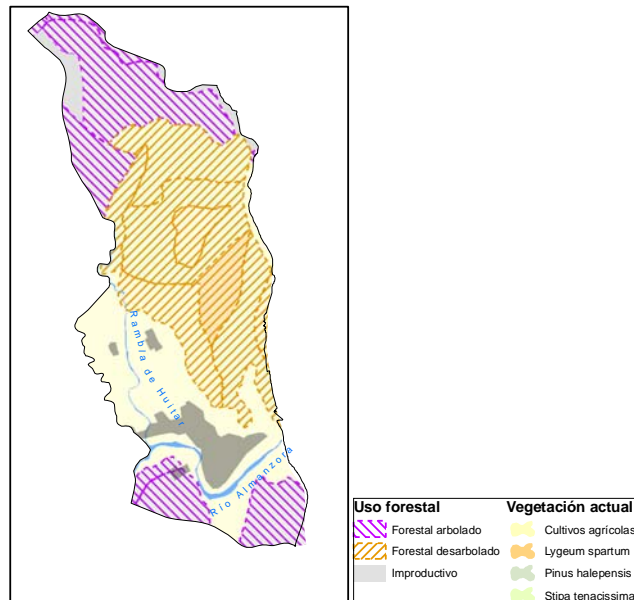 Rambla de Huitar
Río Almanzora
Uso forestal
Forestal arbolado
Forestal desarbolado
Improductivo
Vegetación actual
Cultivos agrícolas
Lygeum spartum
Pinus halepensis
Stipa tenacissima